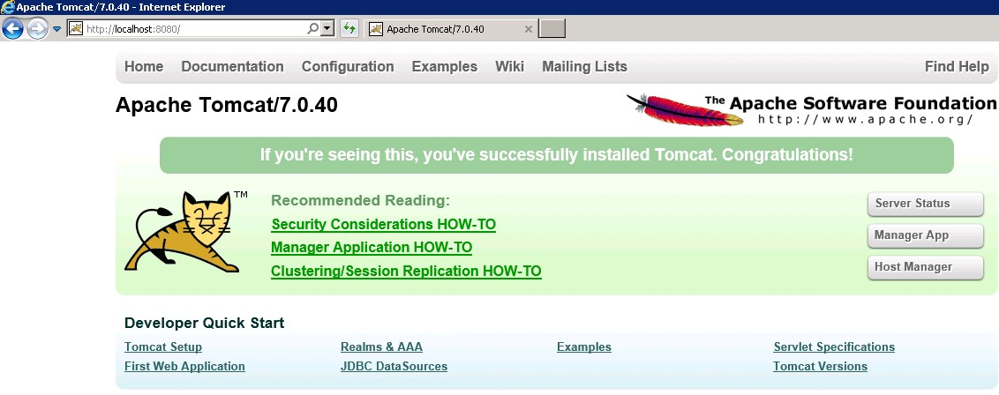 Apache Tomcat/7.0.40 - Internet Explorer
http://localhost:8080/
Apache Tomcat/7.0.40
Home Documentation Configuration Examples Wiki Mailing Lists Find Help
Apache Tomcat/7.0.40
The Apache Software Foundation
http://www.apache.org/
If you're seeing this, you've successfully installed Tomcat. Congratulations!
TM
Recommended Reading:
Security Considerations HOW-TO
Manager Application HOW-TO
Clustering/Session Replication HOW-TO
Server Status
Manager App
Host Manager
Developer Quick Start
Tomcat Setup Realms & AAA Examples Servlet Specifications
First Web Application JDBC DataSources Tomcat Versions